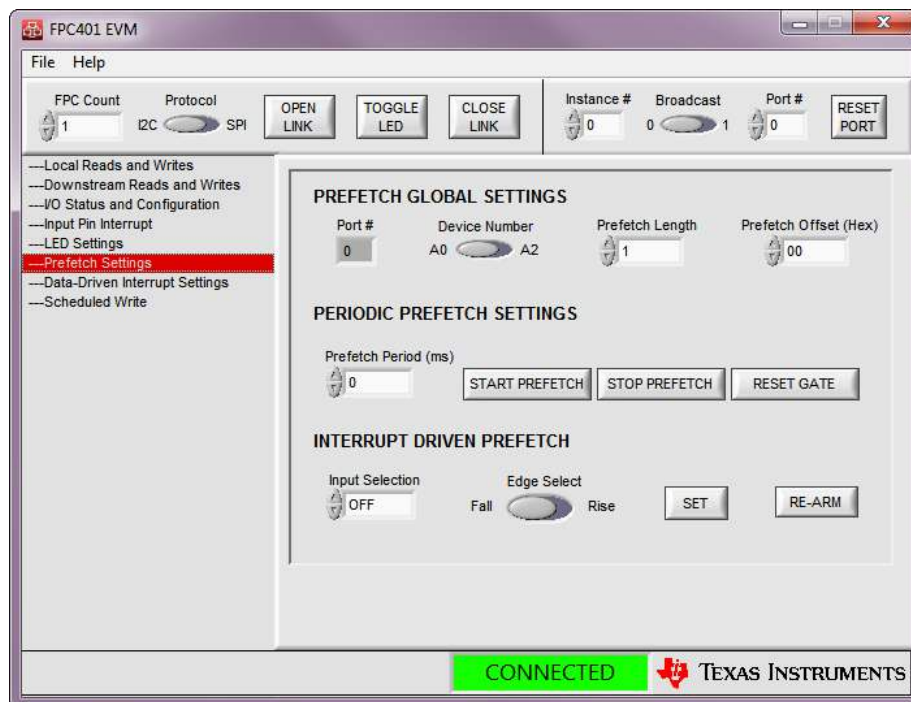 FPC401 EVM
File Help
FPC Count Protocol Instance # Broadcast Port #
1 I2C SPI OPEN LINK TOGGLE LED CLOSE LINK 0 0 1 0 RESET PORT
---Local Reads and Writes
---Downstream Reads and Writes
---I/O Status and Configuration
---Input Pin Interrupt
---LED Settings
---Prefetch Settings
---Data-Driven Interrupt Settings
---Scheduled Write
PREFETCH GLOBAL SETTINGS
Port # Device Number Prefetch Length Prefetch Offset (Hex)
0 A0 A2 1 00
PERIODIC PREFETCH SETTINGS
Prefetch Period (ms)
0 START PREFETCH STOP PREFETCH RESET GATE
INTERRUPT DRIVEN PREFETCH
Input Selection Edge Select
OFF Fall Rise SET RE-ARM
CONNECTED TEXAS INSTRUMENTS